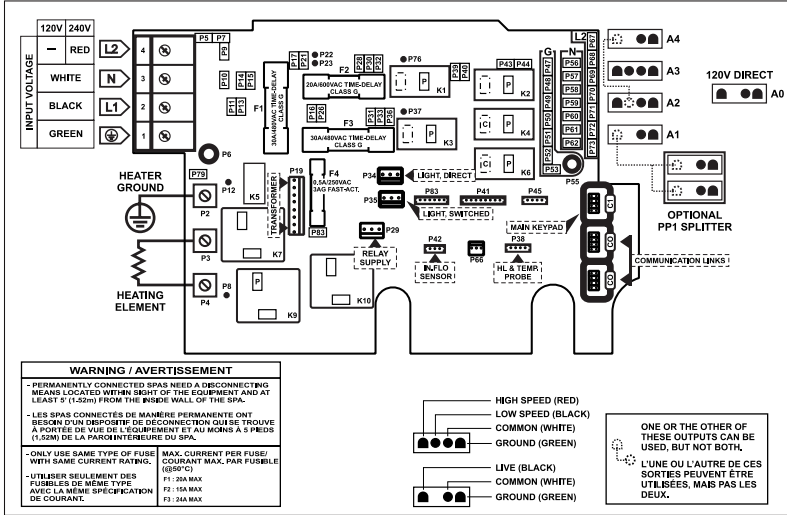 INPUT VOLTAGE
120V 240V
– RED L2 4
WHITE N 3
BLACK L1 2
GREEN 1
P5 P7
P9
P10 P14 P15
P11 P13
P6
F1
30A/480VAC TIME-DELAY
CLASS G
P17 P21
P22
P23
F2
P28 P30 P32
20A/600VAC TIME-DELAY
CLASS G
P16 P26
F3
P31 P33 P36
30A/480VAC TIME-DELAY
CLASS G
P76
P
K1
P39 P40
P37
P
K3
P43 P44
C P
K2
C P
K4
C P
K6
G N
P47 P48 P49 P50 P51 P52 P53
P56
P57
P58
P59
P60
P61
P62
L2
P67 P68 P69 P70 P71 P72 P73
P55
A4
A3
A2
A1
120V DIRECT
A0
OPTIONAL
PP1 SPLITTER
HEATER
GROUND
P79
P12
P2
K5
P3
K7
HEATING
ELEMENT
P4
P8
P
K9
K10
TRANSFORMER
P19
F4
0,5A/250VAC
3AG FAST-ACT.
P83
P34
LIGHT, DIRECT
P35
LIGHT, SWITCHED
P29
RELAY
SUPPLY
P83
P41
P45
P42
IN.FLO
SENSOR
P66
P38
HL & TEMP.
PROBE
MAIN KEYPAD
C1
CO
CO
COMMUNICATION LINKS
WARNING / AVERTISSEMENT
- PERMANENTLY CONNECTED SPAS NEED A DISCONNECTING
MEANS LOCATED WITHIN SIGHT OF THE EQUIPMENT AND AT
LEAST 5' (1-52m) FROM THE INSIDE WALL OF THE SPA.
- LES SPAS CONNECTÉS DE MANIÈRE PERMANENTE ONT
BESOIN D'UN DISPOSITIF DE DÉCONNECTION QUI SE TROUVE
À PORTÉE DE VUE DE L'ÉQUIPEMENT ET AU MOINS À 5 PIEDS
(1,52M) DE LA PAROI INTÉRIEURE DU SPA.
- ONLY USE SAME TYPE OF FUSE
WITH SAME CURRENT RATING.
- UTILISER SEULEMENT DES
FUSIBLES DE MÊME TYPE
AVEC LA MÊME SPÉCIFICATION
DE COURANT.
MAX. CURRENT PER FUSE/
COURANT MAX. PAR FUSIBLE
(@50°C)
F1 : 20A MAX
F2 : 15A MAX
F3 : 24A MAX
HIGH SPEED (RED)
LOW SPEED (BLACK)
COMMON (WHITE)
GROUND (GREEN)
LIVE (BLACK)
COMMON (WHITE)
GROUND (GREEN)
ONE OR THE OTHER OF
THESE OUTPUTS CAN BE
USED, BUT NOT BOTH.
L'UNE OU L'AUTRE DE CES
SORTIES PEUVENT ÊTRE
UTILISÉES, MAIS PAS LES
DEUX.